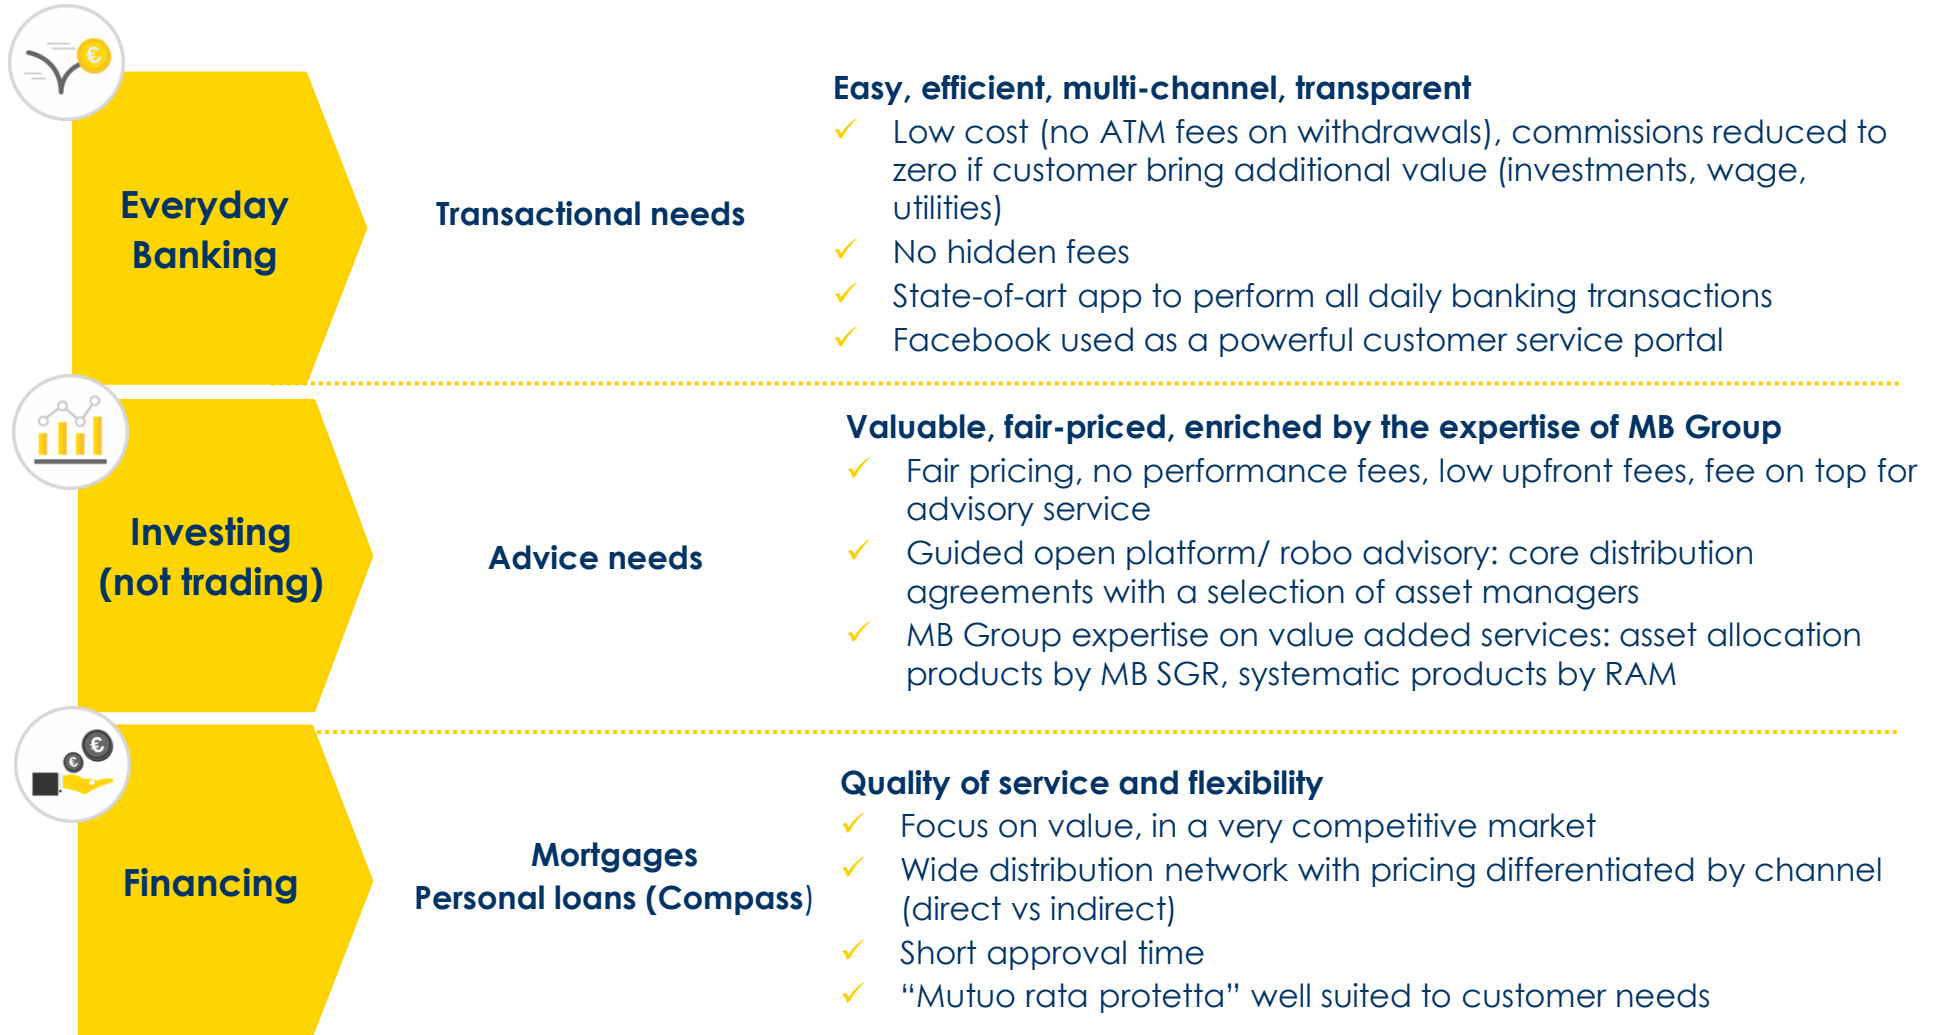 Everyday
Banking
Transactional needs
Easy, efficient, multi-channel, transparent
✓ Low cost (no ATM fees on withdrawals), commissions reduced to
zero if customer bring additional value (investments, wage,
utilities)
✓ No hidden fees
✓ State-of-art app to perform all daily banking transactions
✓ Facebook used as a powerful customer service portal
Investing
(not trading)
Advice needs
Valuable, fair-priced, enriched by the expertise of MB Group
✓ Fair pricing, no performance fees, low upfront fees, fee on top for
advisory service
✓ Guided open platform/ robo advisory: core distribution
agreements with a selection of asset managers
✓ MB Group expertise on value added services: asset allocation
products by MB SGR, systematic products by RAM
Financing
Mortgages
Personal loans (Compass)
Quality of service and flexibility
✓ Focus on value, in a very competitive market
✓ Wide distribution network with pricing differentiated by channel
(direct vs indirect)
✓ Short approval time
✓ “Mutuo rata protetta” well suited to customer needs